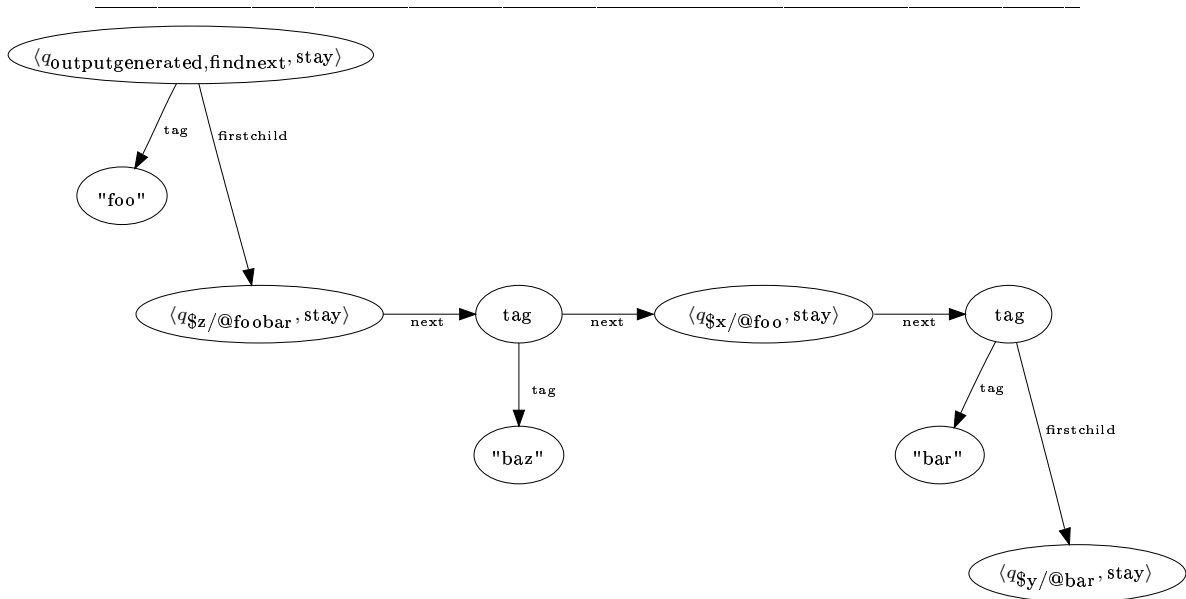 ⟨q_outputgenerated,findnext, stay⟩
tag
firstchild
"foo"
⟨q_$z/@foobar, stay⟩
next
tag
next
⟨q_$x/@foo, stay⟩
next
tag
tag
tag
firstchild
"baz"
"bar"
⟨q_$y/@bar, stay⟩